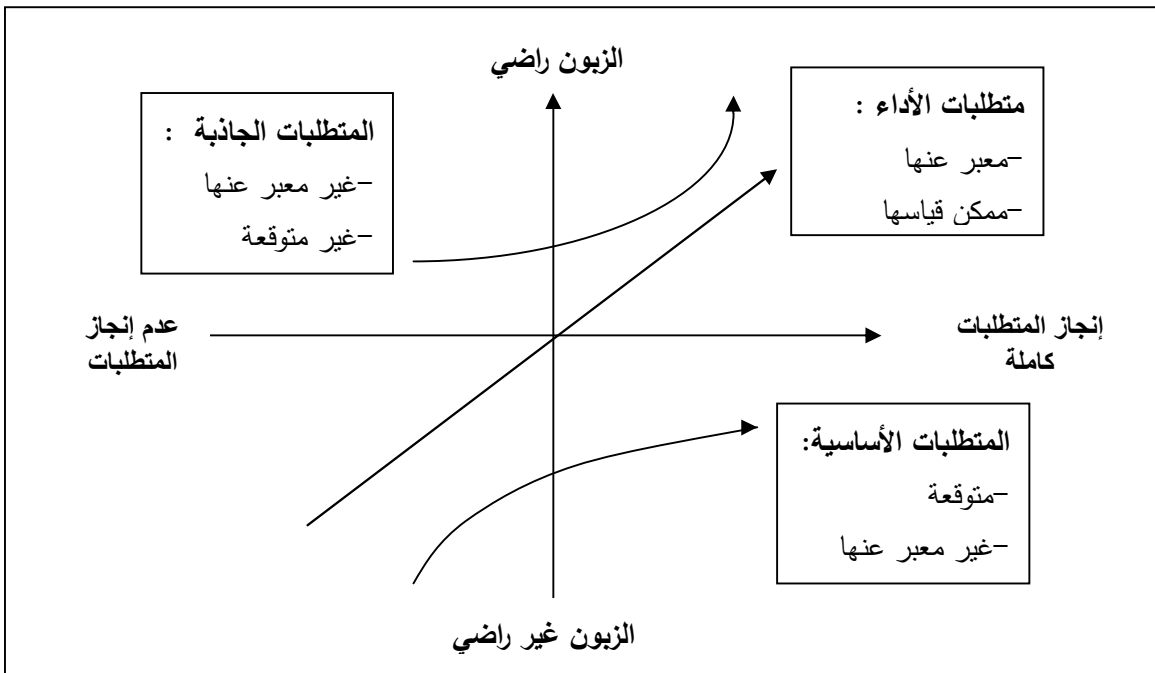 الزبون راضي
متطلبات الأداء :
-معبر عنها
-ممكن قياسها
المتطلبات الجاذبة :
-غير معبر عنها
-غير متوقعة
إنجاز المتطلبات
كاملة
عدم إنجاز
المتطلبات
المتطلبات الأساسية:
-متوقعة
-غير معبر عنها
الزبون غير راضي